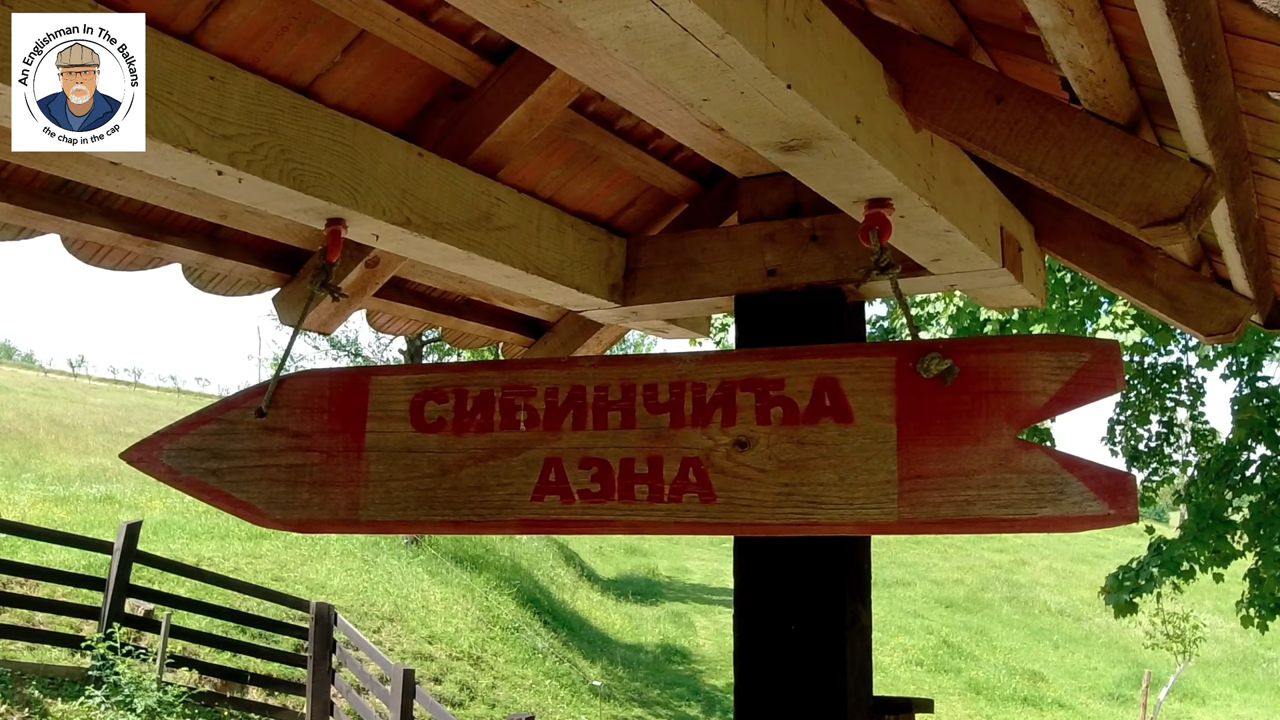 An Englishman In The Balkans
the chap in the cap
СИБИНЧИЋА
АЗНА